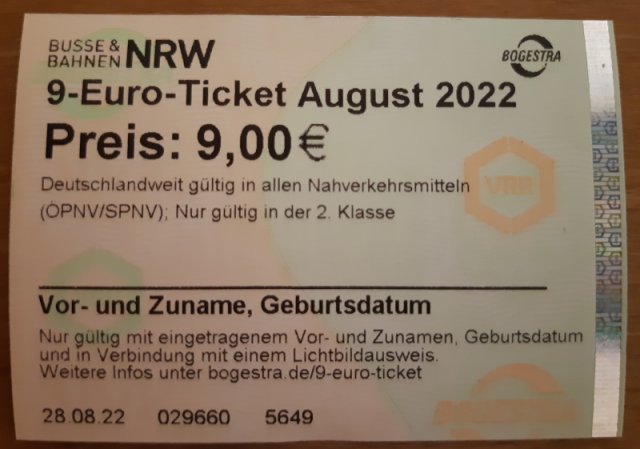 BUSSE &
BAHNEN NRW
BOGESTRA
9-Euro-Ticket August 2022
Preis: 9,00 €
Deutschlandweit gültig in allen Nahverkehrsmitteln
VRR
(ÖPNV/SPNV); Nur gültig in der 2. Klasse
Vor- und Zuname, Geburtsdatum
Nur gültig mit eingetragenem Vor- und Zunamen, Geburtsdatum
und in Verbindung mit einem Lichtbildausweis.
Weitere Infos unter bogestra.de/9-euro-ticket
BOGESTRA
28.08.22 029660 5649